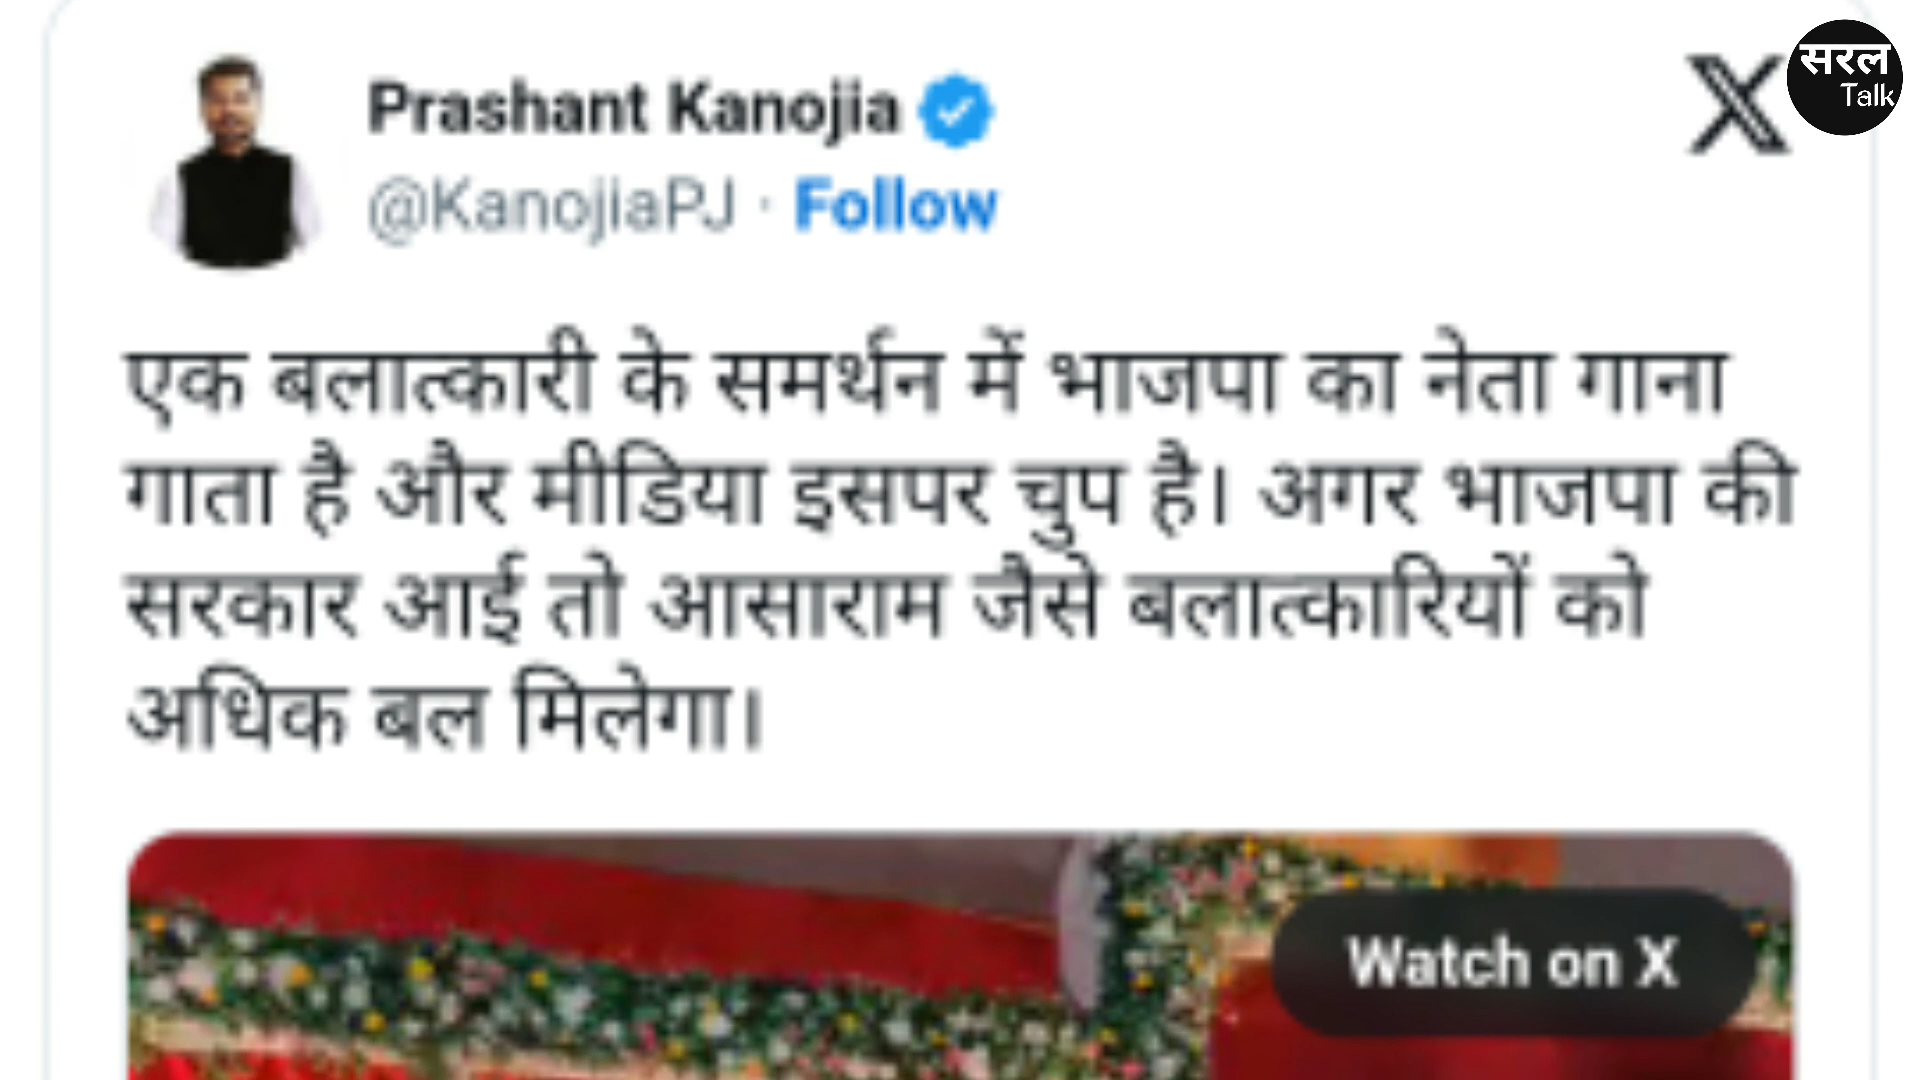 Prashant Kanojia
सरल
Talk
@KanojiaPJ · Follow
एक बलात्कारी के समर्थन में भाजपा का नेता गाना
गाता है और मीडिया इसपर चुप है। अगर भाजपा की
सरकार आई तो आसाराम जैसे बलात्कारियों को
अधिक बल मिलेगा।
Watch on X